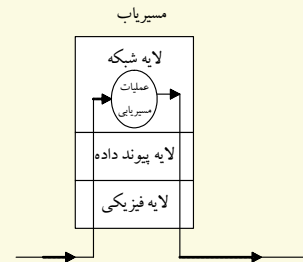 مسیریاب
لایه شبکه
عملیات
مسیریابی
لایه پیوند داده
لایه فیزیکی